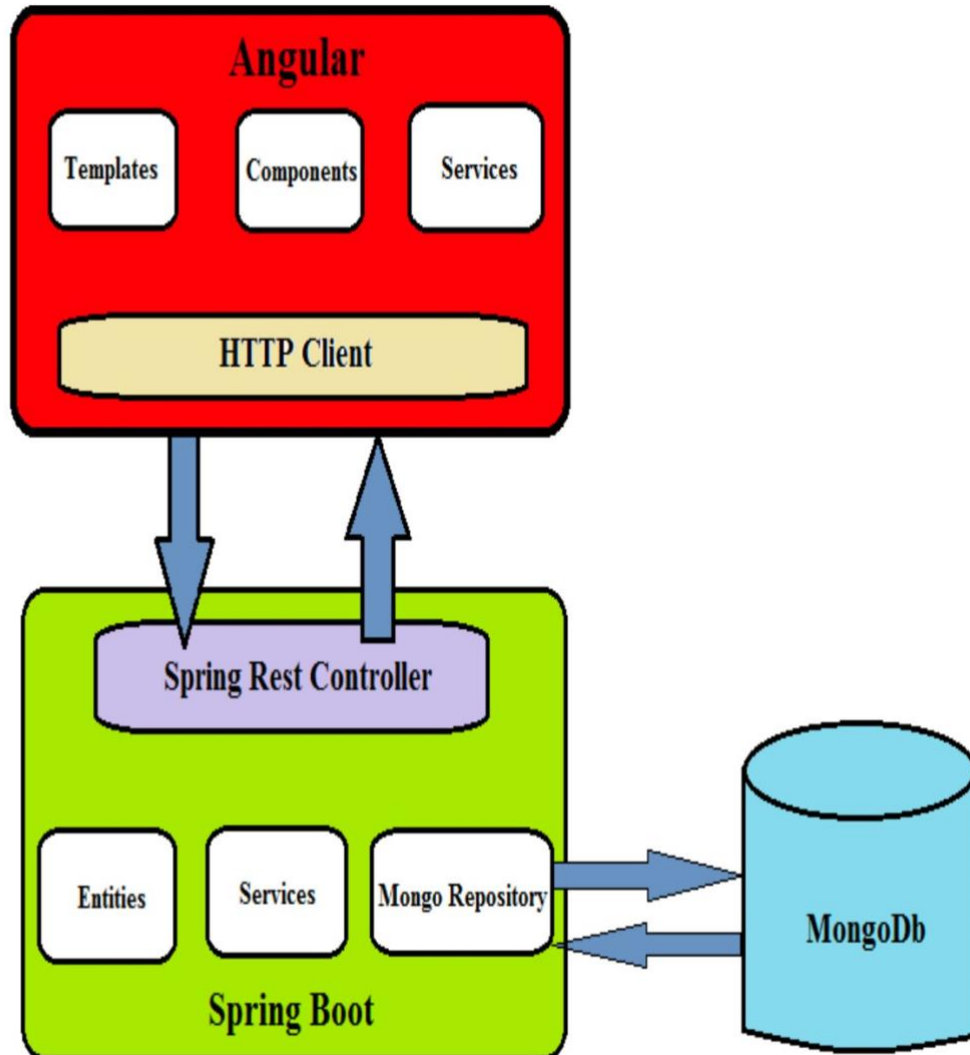 Angular
Templates
Components
Services
HTTP Client
Spring Rest Controller
Entities
Services
Mongo Repository
MongoDb
Spring Boot